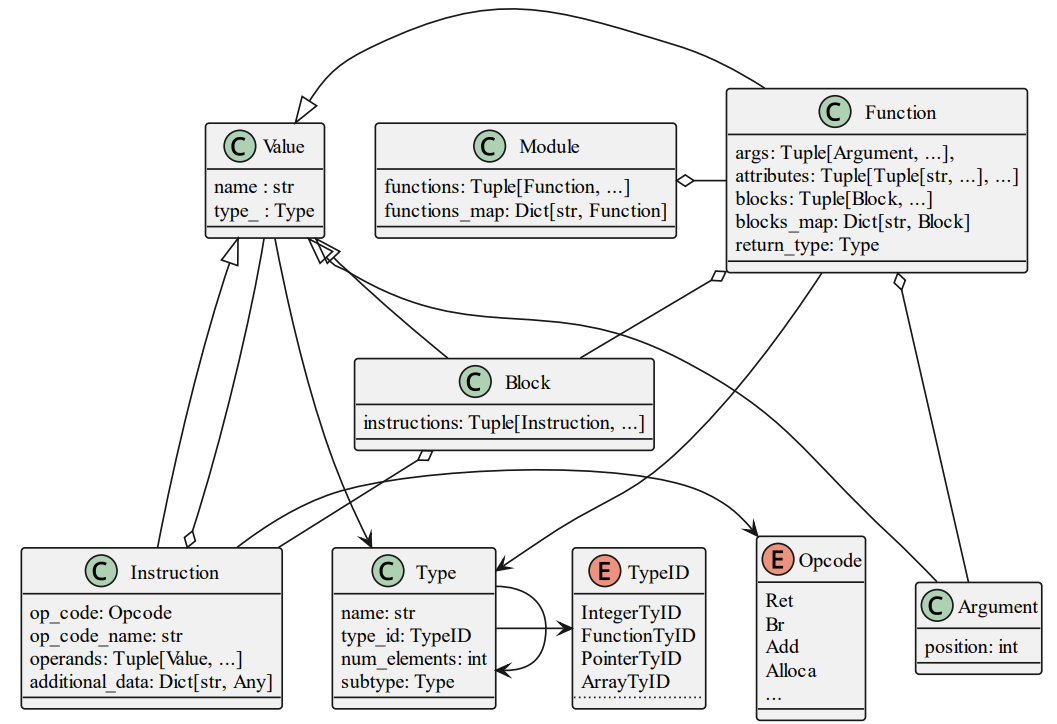 C Value
name : str
type_ : Type
C Module
functions: Tuple[Function, ...]
functions_map: Dict[str, Function]
C Function
args: Tuple[Argument, ...],
attributes: Tuple[Tuple[str, ...], ...]
blocks: Tuple[Block, ...]
blocks_map: Dict[str, Block]
return_type: Type
C Block
instructions: Tuple[Instruction, ...]
C Instruction
op_code: Opcode
op_code_name: str
operands: Tuple[Value, ...]
additional_data: Dict[str, Any]
C Type
name: str
type_id: TypeID
num_elements: int
subtype: Type
E TypeID
IntegerTyID
FunctionTyID
PointerTyID
ArrayTyID
E Opcode
Ret
Br
Add
Alloca
...
C Argument
position: int